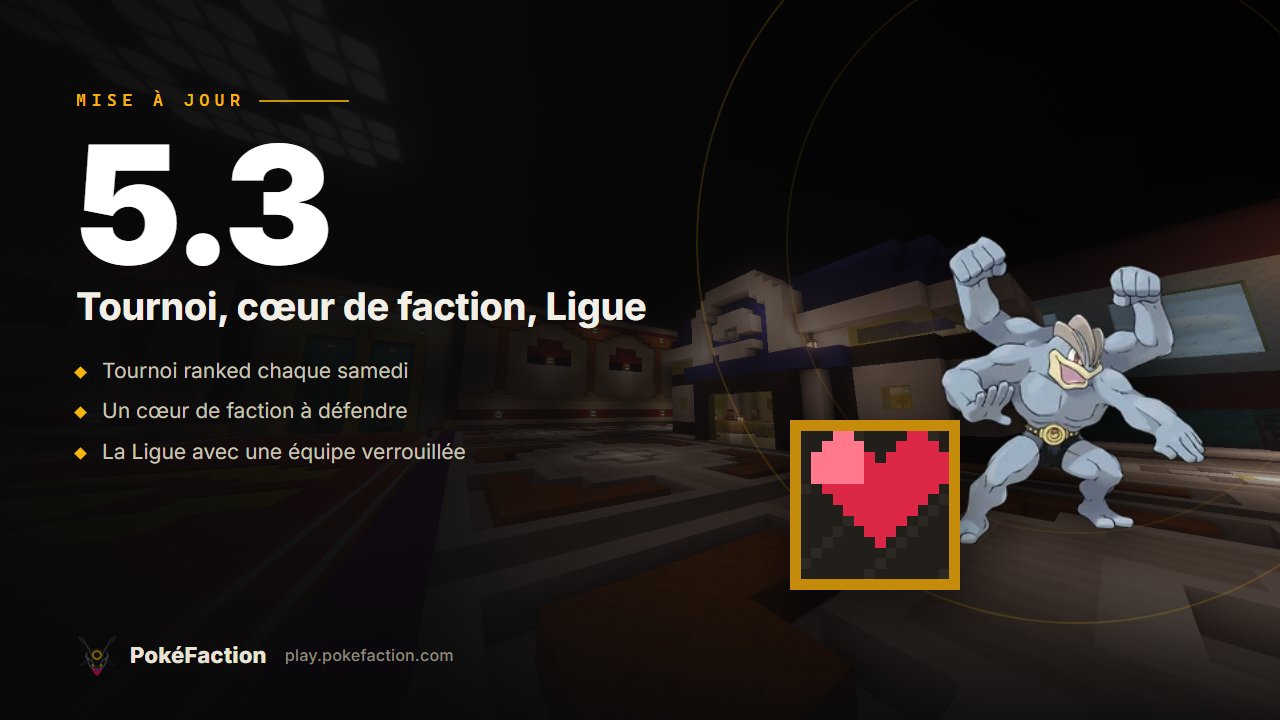 MISE À JOUR
5.3
Tournoi, cœur de faction, Ligue
Tournoi ranked chaque samedi
Un cœur de faction à défendre
La Ligue avec une équipe verrouillée
PokéFaction play.pokefaction.com